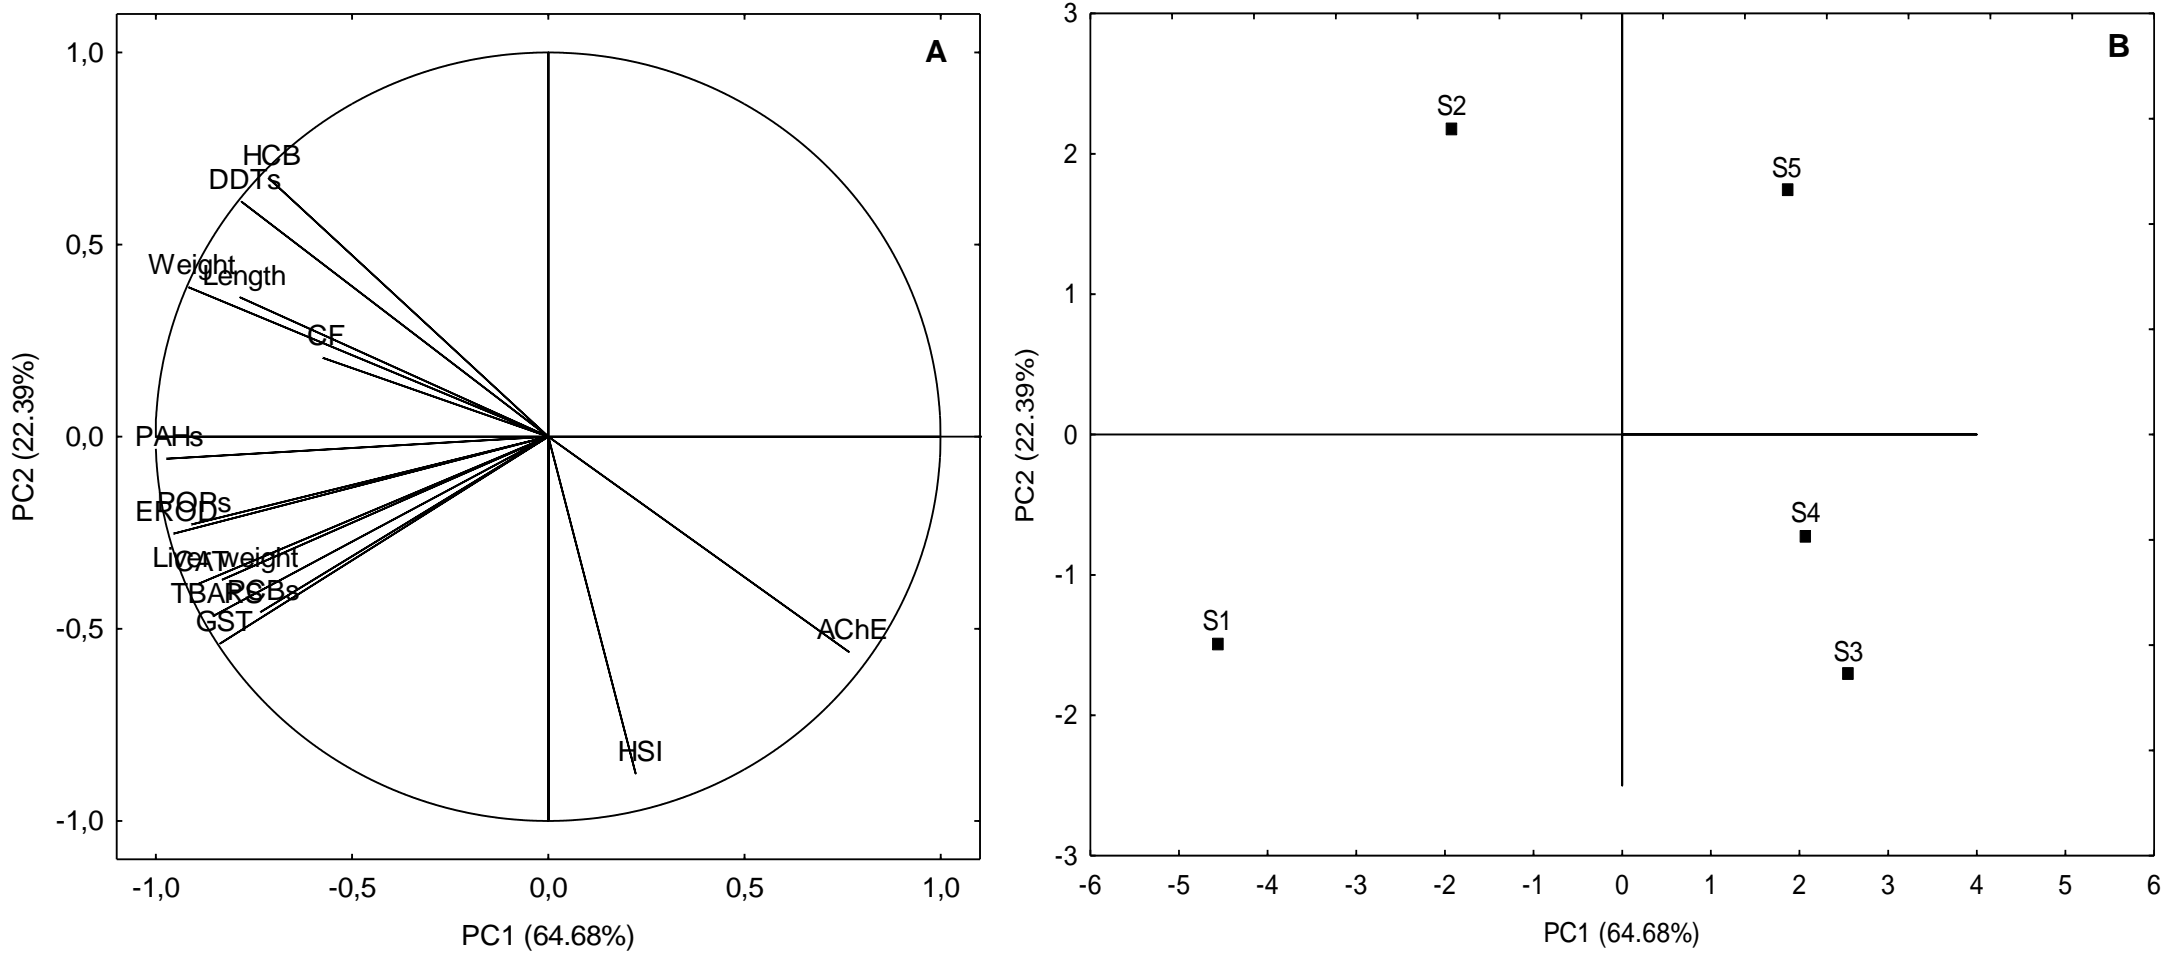 A
1,0
0,5
0,0
-0,5
-1,0
PC2 (22.39%)
HCB
DDTs
Weight
Length
CF
PAHs
POPs
EROD
Liver weight
CAT
TBARS
PCBs
GST
AChE
HSI
-1,0 -0,5 0,0 0,5 1,0
PC1 (64.68%)
B
3
2
1
0
-1
-2
-3
PC2 (22.39%)
S2
S5
S4
S1
S3
-6 -5 -4 -3 -2 -1 0 1 2 3 4 5 6
PC1 (64.68%)